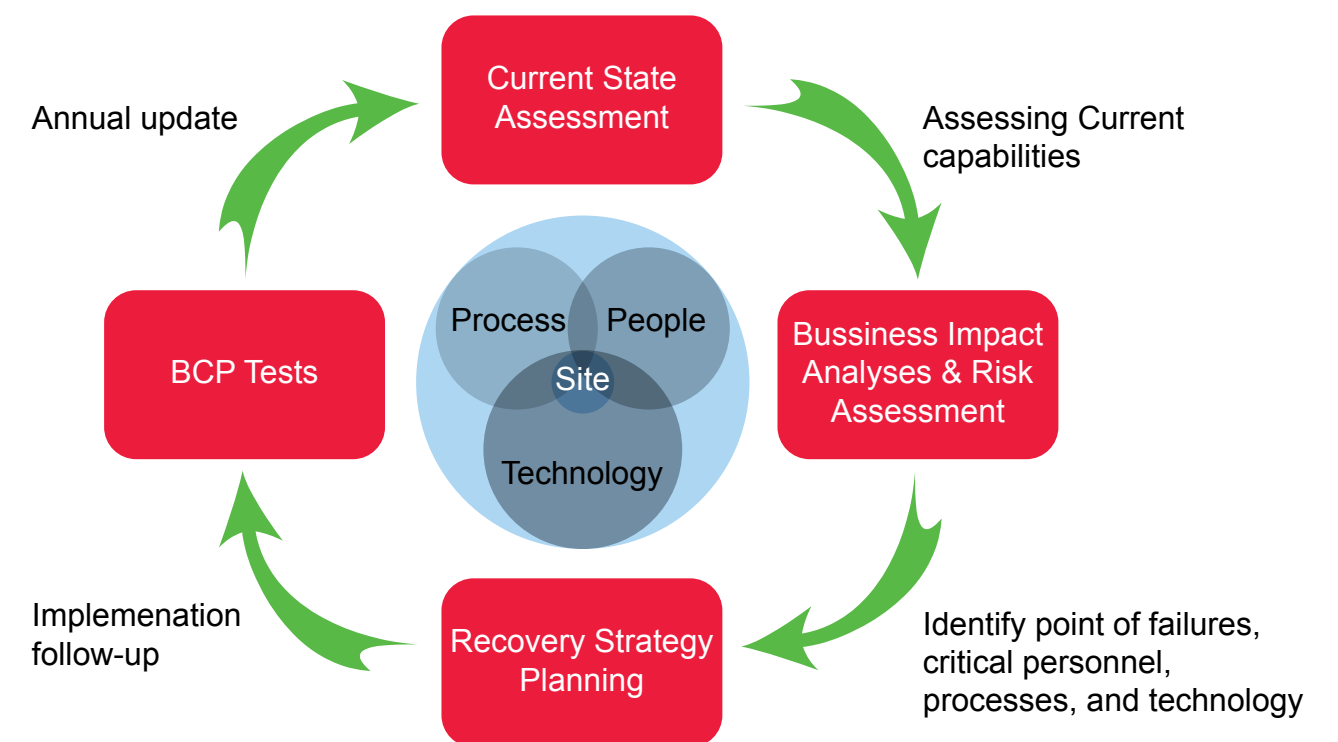 Current State
Assessment
Annual update
Assessing Current
capabilities
Process
People
Site
Technology
BCP Tests
Bussiness Impact
Analyses & Risk
Assessment
Recovery Strategy
Planning
Implemenation
follow-up
Identify point of failures,
critical personnel,
processes, and technology